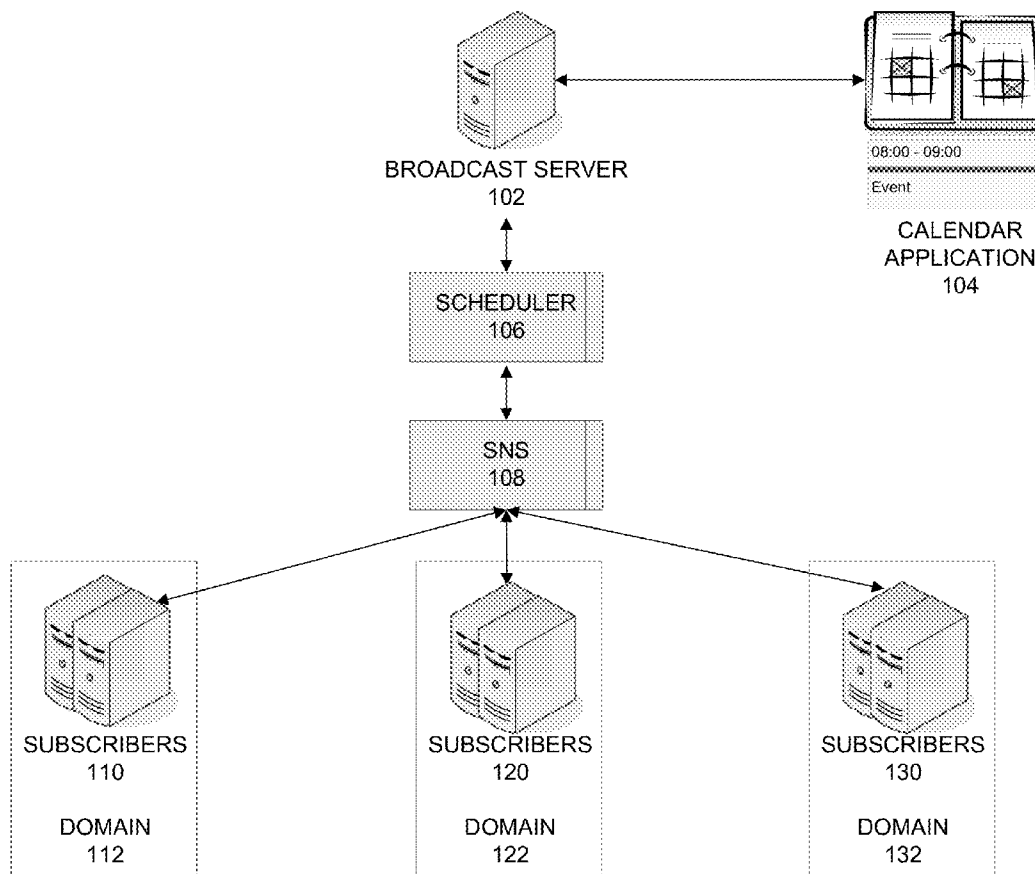 BROADCAST SERVER
102
08:00 - 09:00
Event
CALENDAR
APPLICATION
104
SCHEDULER
106
SNS
108
SUBSCRIBERS
110
DOMAIN
112
SUBSCRIBERS
120
DOMAIN
122
SUBSCRIBERS
130
DOMAIN
132